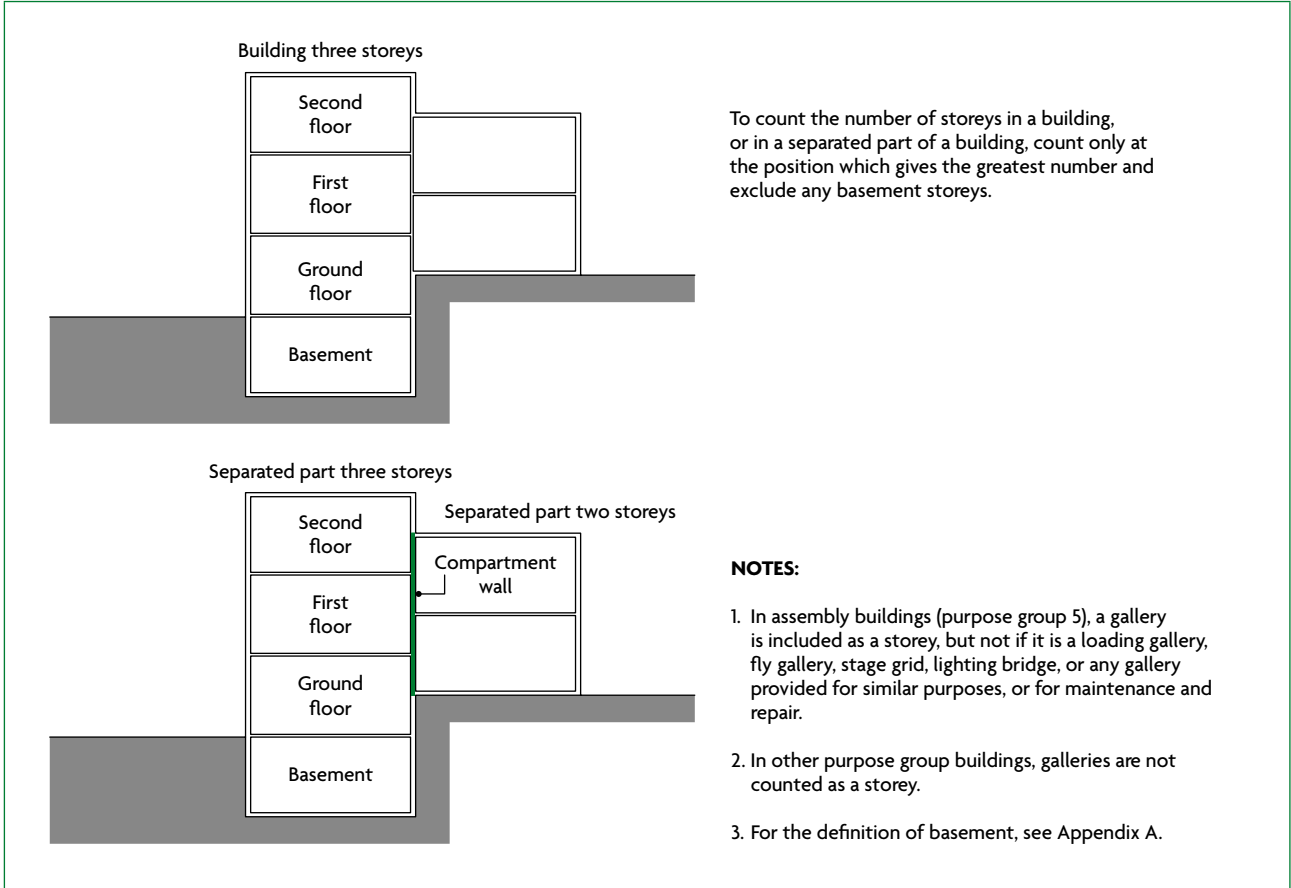 Building three storeys
Second
floor
First
floor
Ground
floor
Basement
To count the number of storeys in a building,
or in a separated part of a building, count only at
the position which gives the greatest number and
exclude any basement storeys.
Separated part three storeys
Second
floor
First
floor
Ground
floor
Basement
Separated part two storeys
Compartment
wall
NOTES:
1. In assembly buildings (purpose group 5), a gallery
is included as a storey, but not if it is a loading gallery,
fly gallery, stage grid, lighting bridge, or any gallery
provided for similar purposes, or for maintenance and
repair.
2. In other purpose group buildings, galleries are not
counted as a storey.
3. For the definition of basement, see Appendix A.